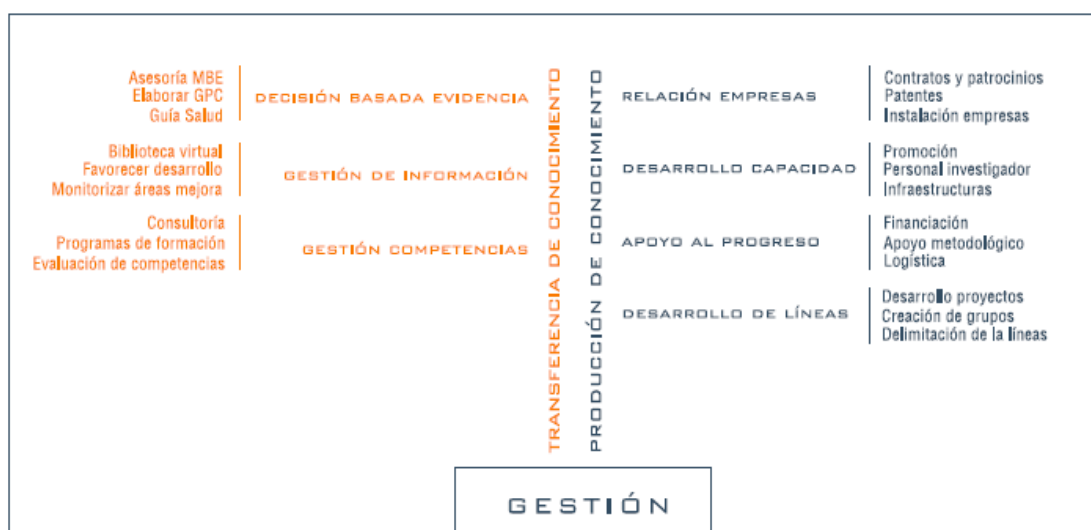 Asesoría MBE
Elaborar GPC
Guía Salud
DECISIÓN BASADA EVIDENCIA
Biblioteca virtual
Favorecer desarrollo
Monitorizar áreas mejora
GESTIÓN DE INFORMACIÓN
Consultoría
Programas de formación
Evaluación de competencias
GESTIÓN COMPETENCIAS
TRANSFERENCIA DE CONOCIMIENTO
PRODUCCIÓN DE CONOCIMIENTO
RELACIÓN EMPRESAS
Contratos y patrocinios
Patentes
Instalación empresas
DESARROLLO CAPACIDAD
Promoción
Personal investigador
Infraestructuras
APOYO AL PROGRESO
Financiación
Apoyo metodológico
Logística
DESARROLLO DE LÍNEAS
Desarrollo proyectos
Creación de grupos
Delimitación de la líneas
GESTIÓN